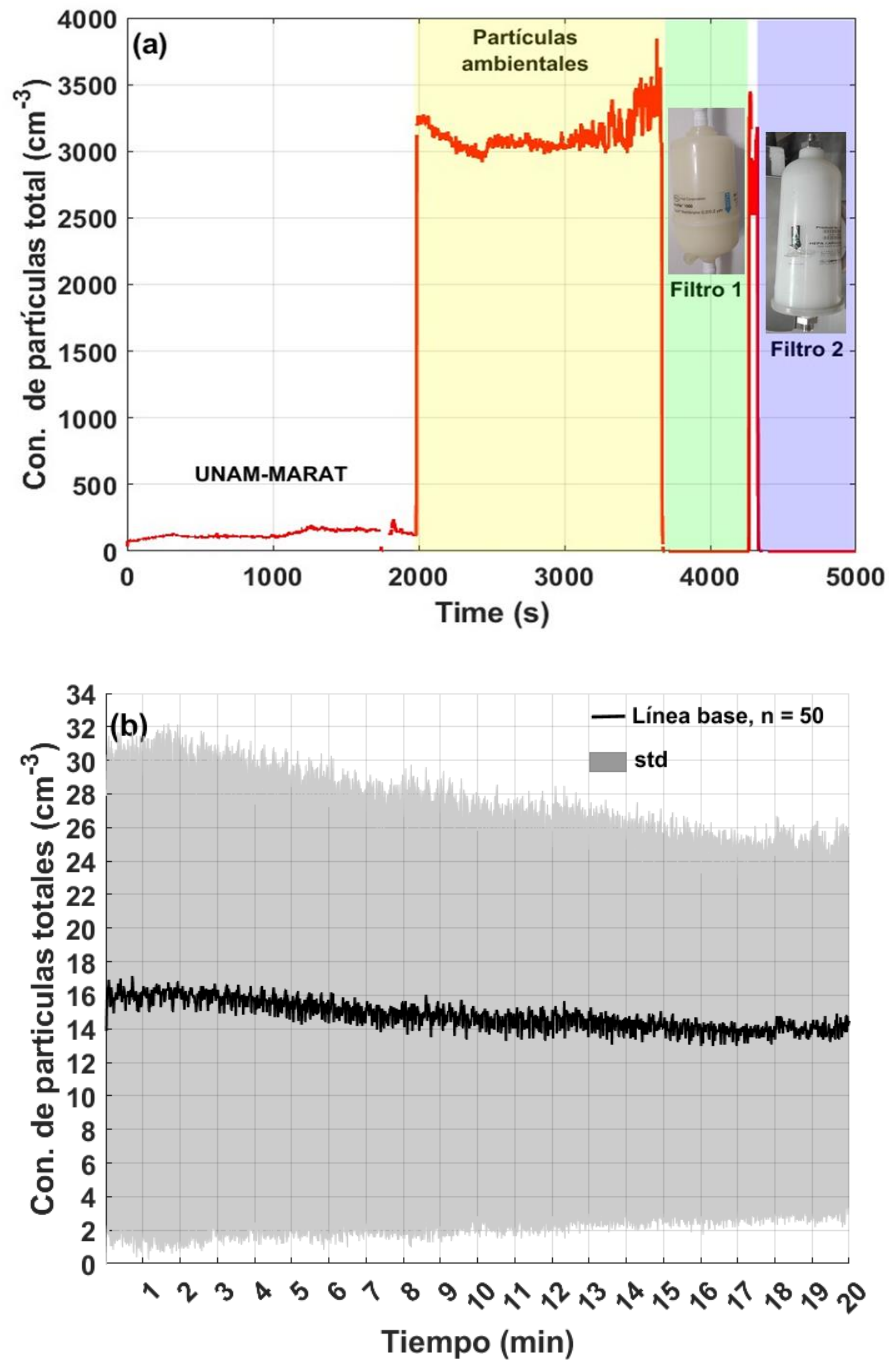 (a)
Con. de partículas total (cm-3)
4000
3500
3000
2500
2000
1500
1000
500
0
Partículas
ambientales
UNAM-MARAT
Filtro 1
Filtro 2
0 1000 2000 3000 4000 5000
Time (s)
(b)
Con. de particulas totales (cm-3)
34
32
30
28
26
24
22
20
18
16
14
12
10
8
6
4
2
0
Línea base, n = 50
std
1 2 3 4 5 6 7 8 9 10 11 12 13 14 15 16 17 18 19 20
Tiempo (min)